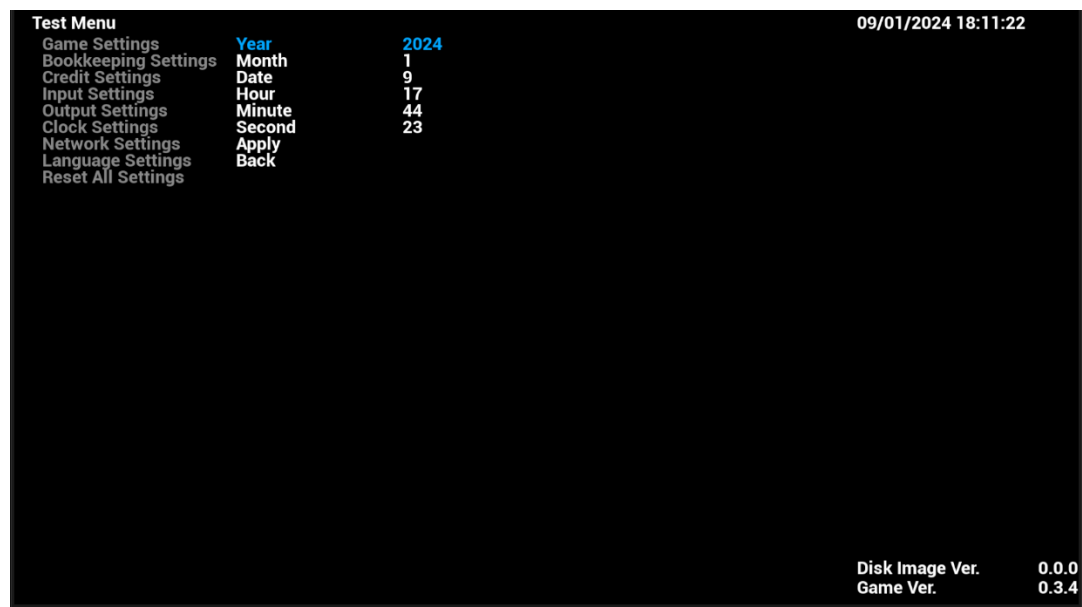 Test Menu 09/01/2024 18:11:22
Game Settings Year 2024
Bookkeeping Settings Month 1
Credit Settings Date 9
Input Settings Hour 17
Output Settings Minute 44
Clock Settings Second 23
Network Settings Apply
Language Settings Back
Reset All Settings
Disk Image Ver. 0.0.0
Game Ver. 0.3.4